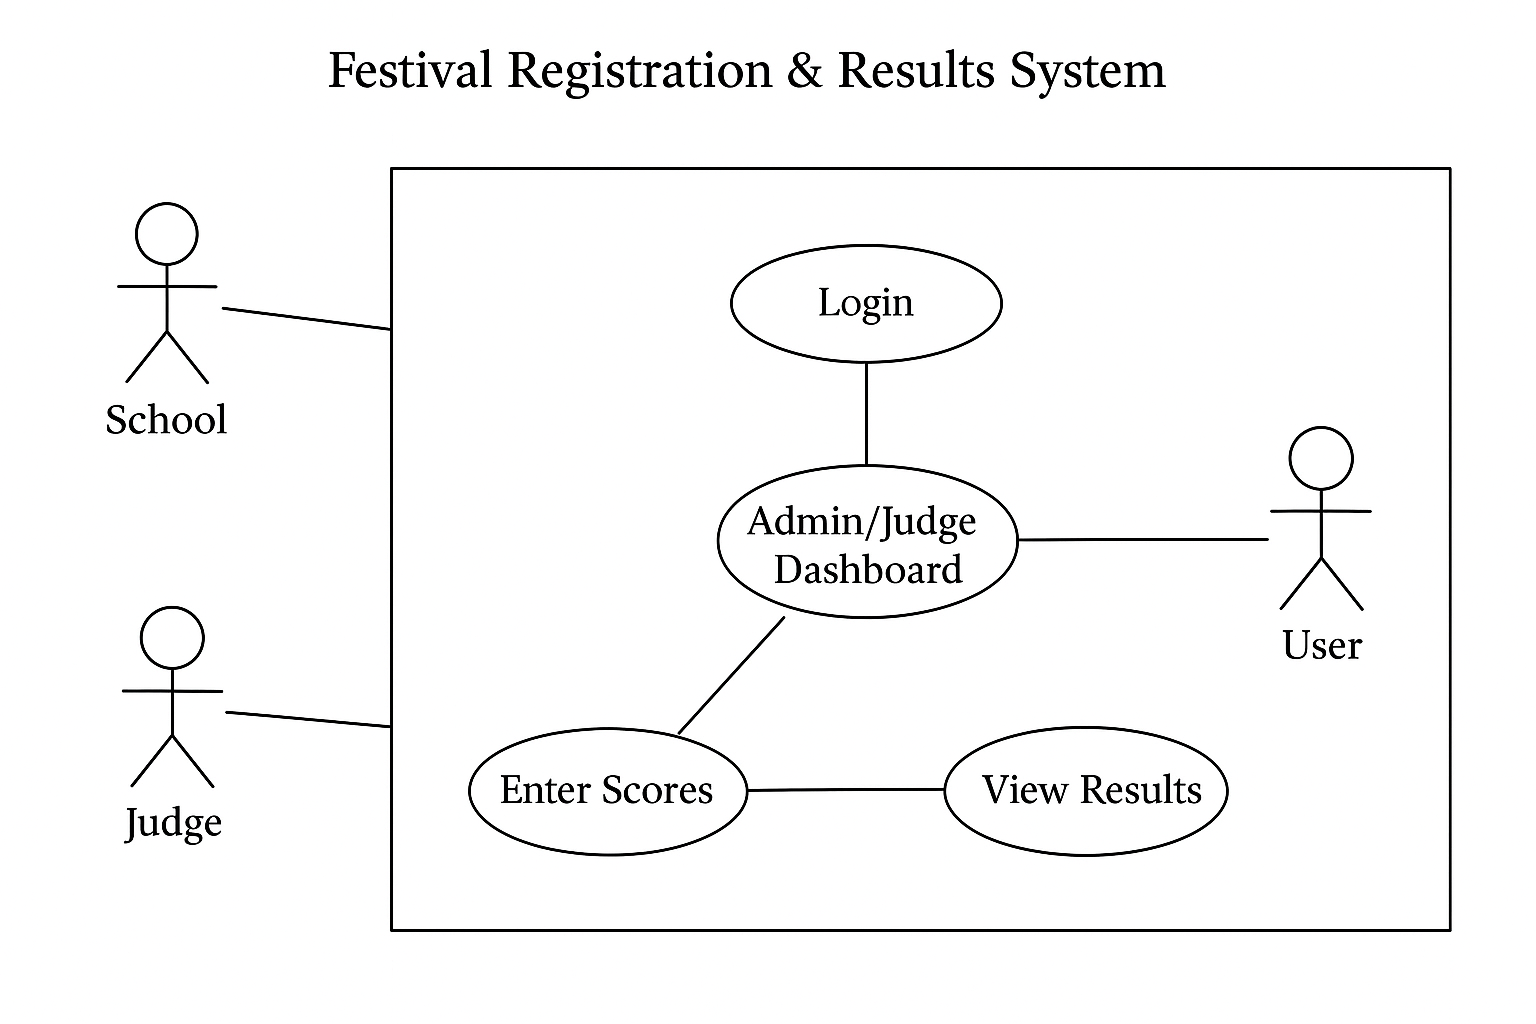 Festival Registration & Results System
School
Login
Admin/Judge
Dashboard
User
Judge
Enter Scores
View Results